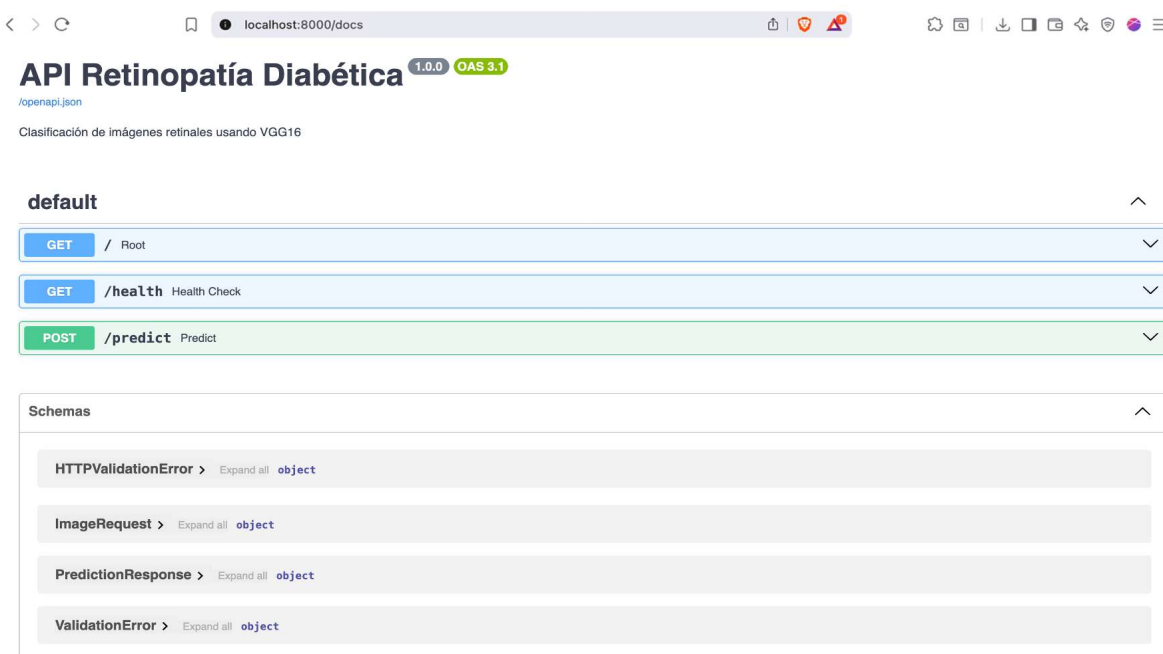 localhost:8000/docs
1
API Retinopatía Diabética 1.0.0 OAS 3.1
/openapi.json
Clasificación de imágenes retinales usando VGG16
default
GET / Root
GET /health Health Check
POST /predict Predict
Schemas
HTTPValidationError > Expand all object
ImageRequest > Expand all object
PredictionResponse > Expand all object
ValidationError > Expand all object